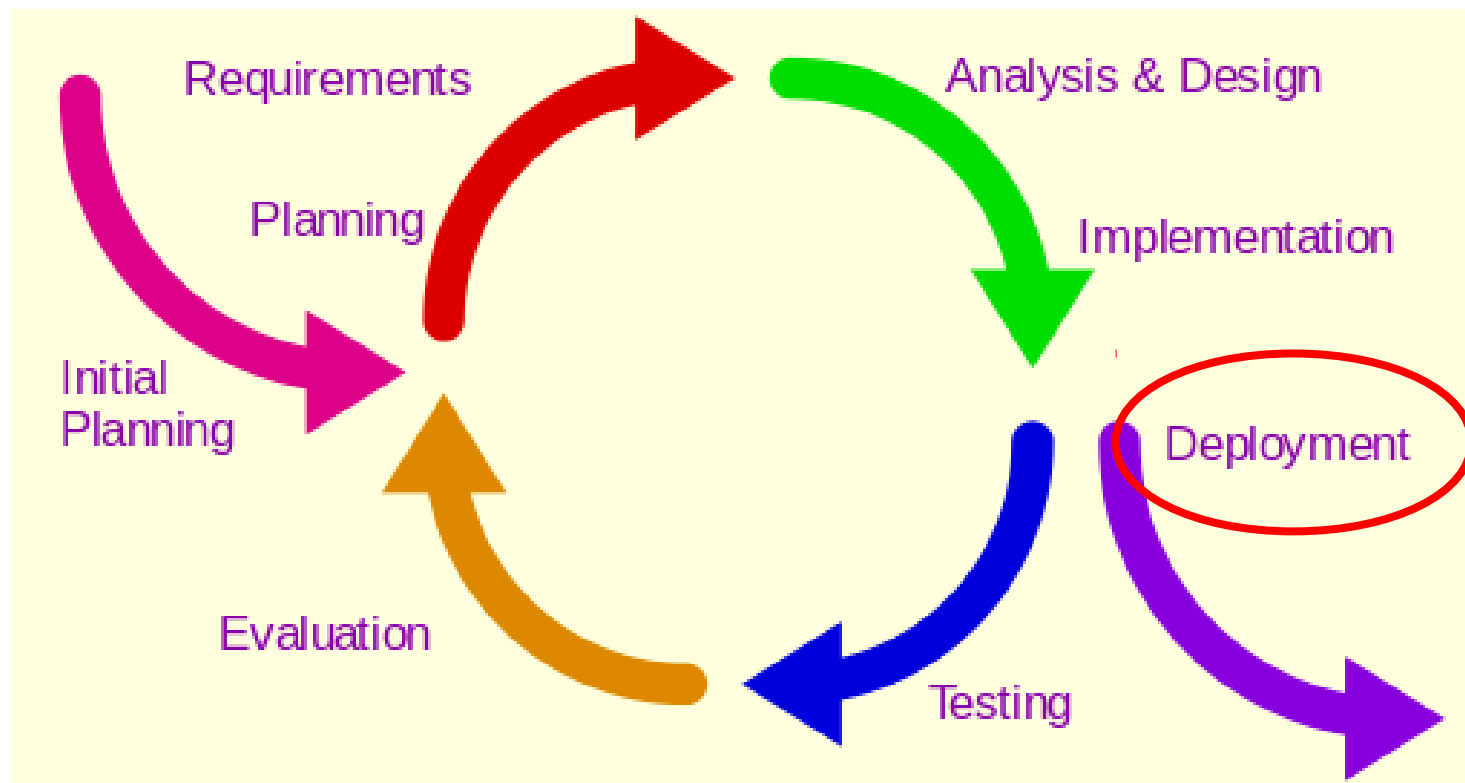 Requirements
Analysis & Design
Planning
Implementation
Initial
Planning
Deployment
Evaluation
Testing